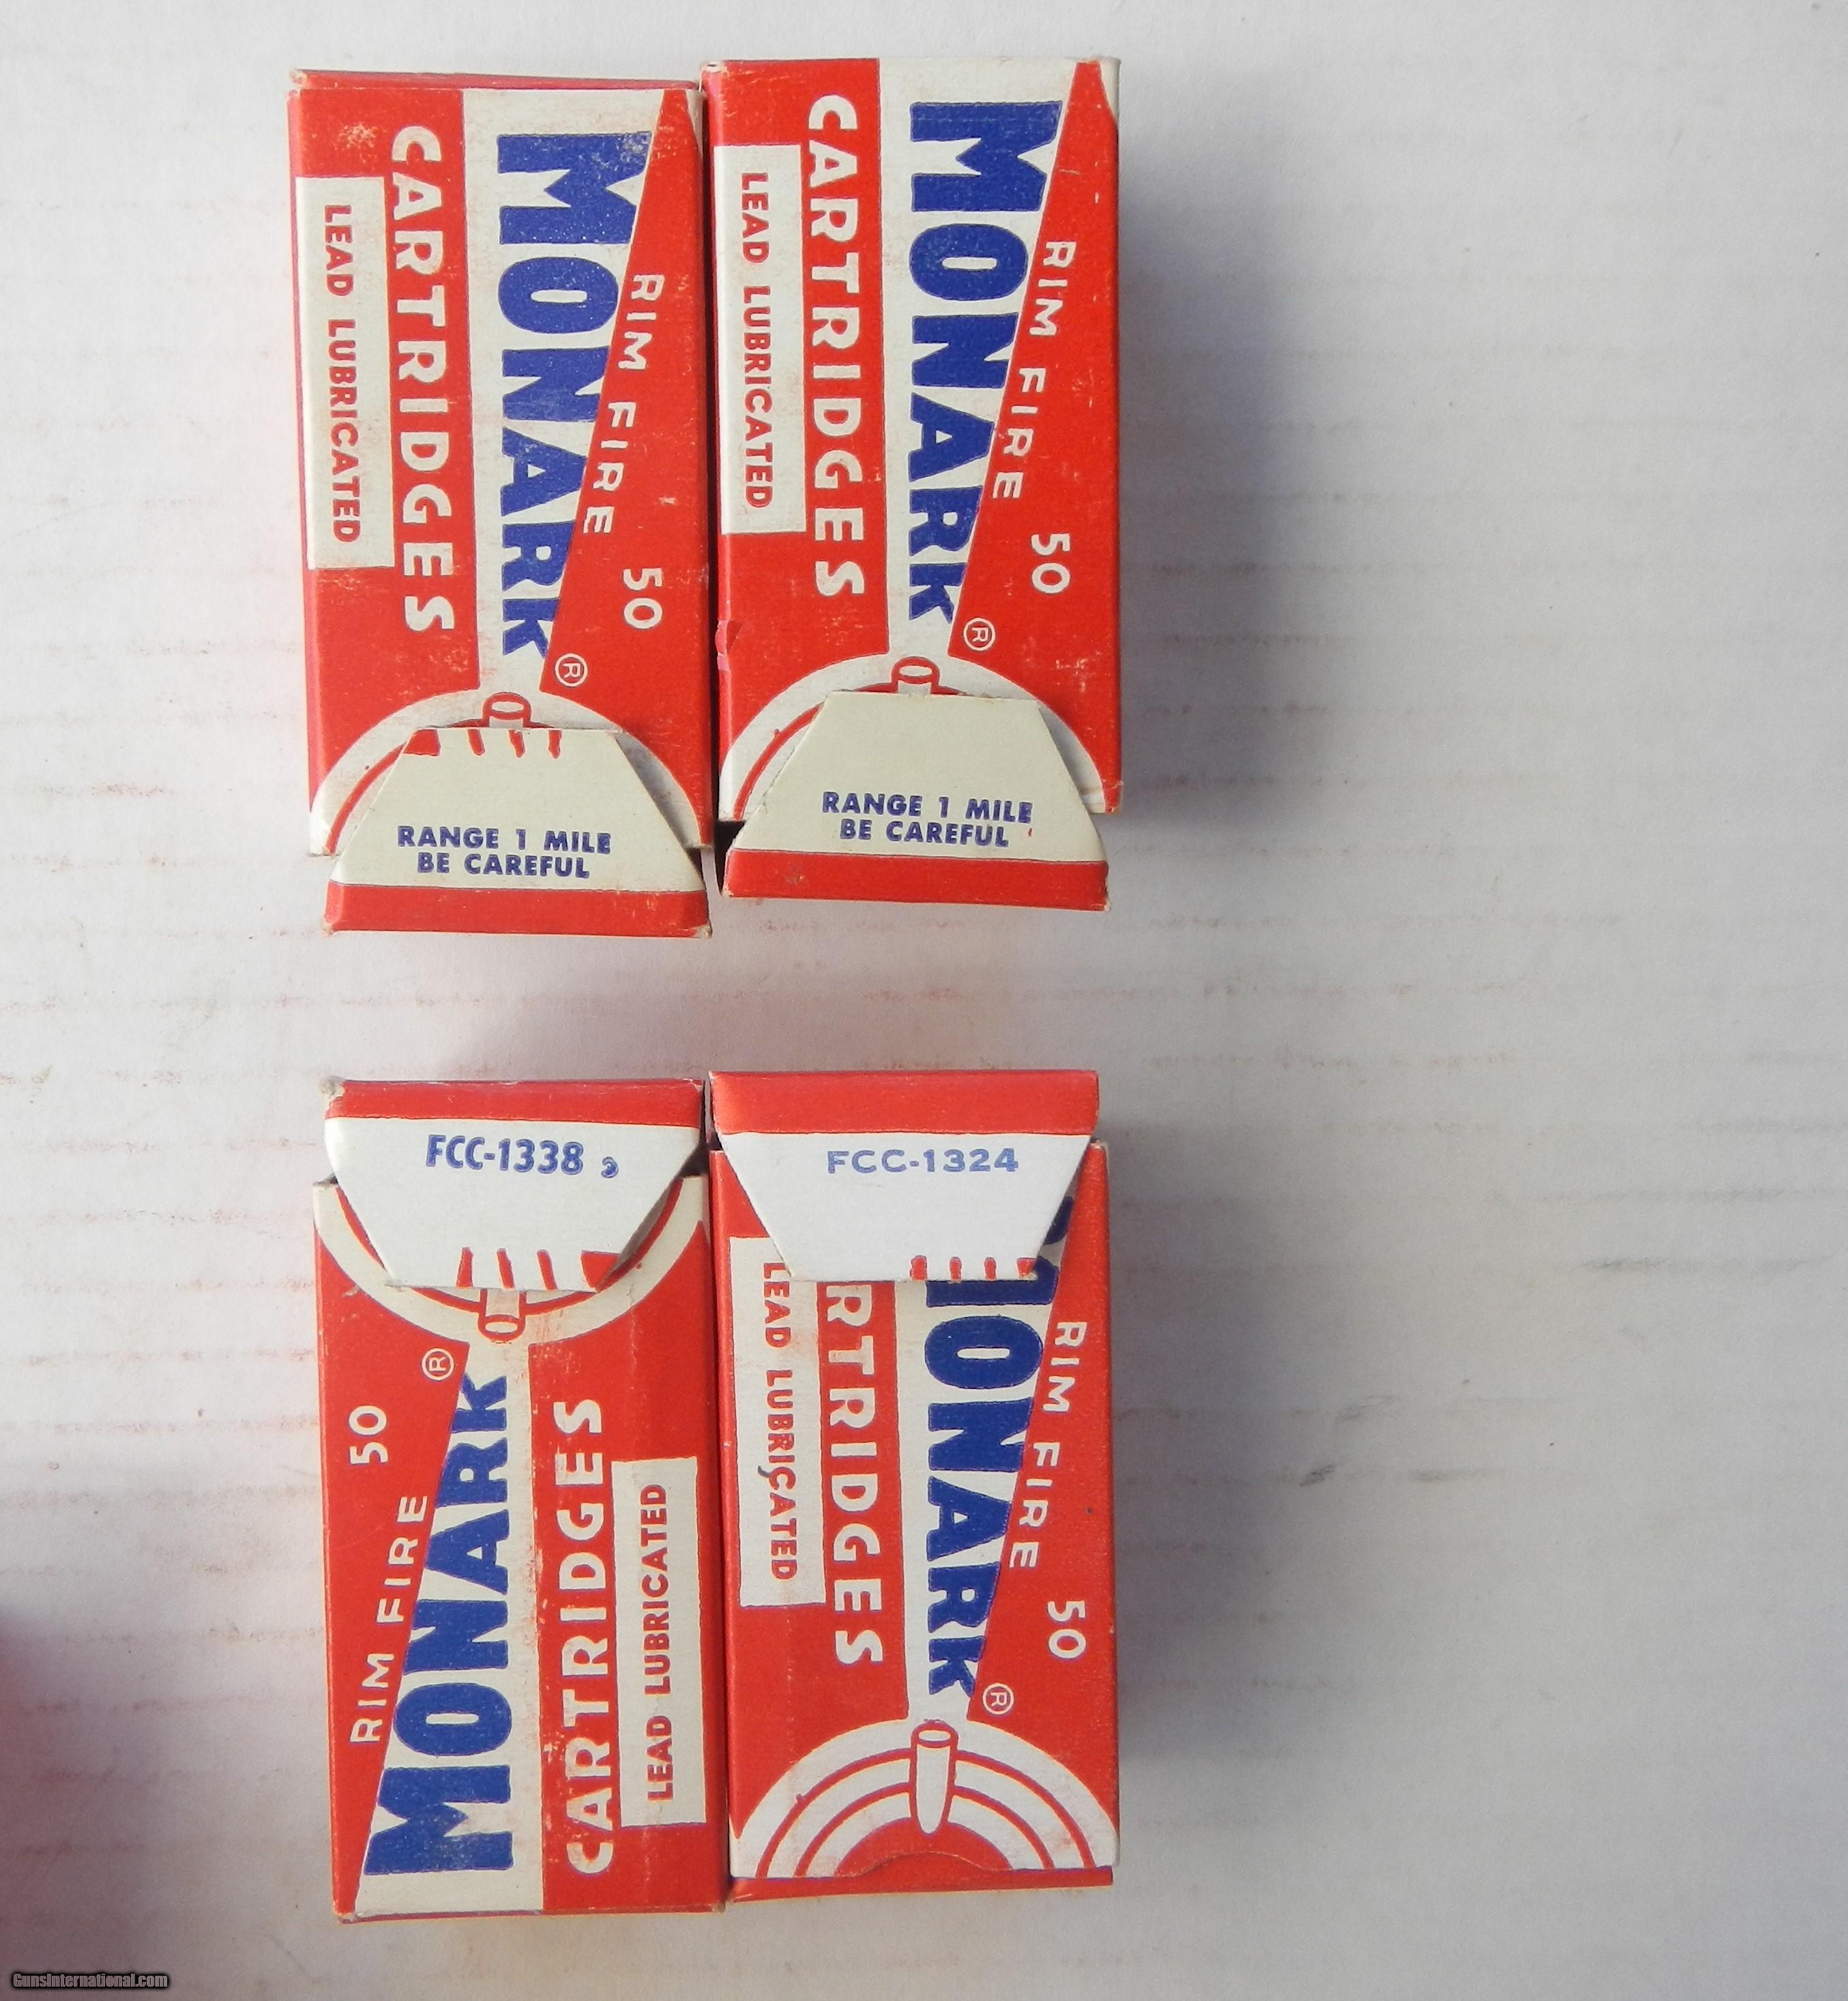 MONARK
RIM FIRE
50
®
CARTRIDGES
LEAD LUBRICATED
RANGE 1 MILE
BE CAREFUL
MONARK
RIM FIRE
50
®
CARTRIDGES
LEAD LUBRICATED
RANGE 1 MILE
BE CAREFUL
FCC-1338
50
RIM FIRE
®
MONARK
CARTRIDGES
LEAD LUBRICATED
FCC-1324
RIM FIRE
50
MONARK
®
RTRIDGES
LEAD LUBRICATED
GunsInternational.com